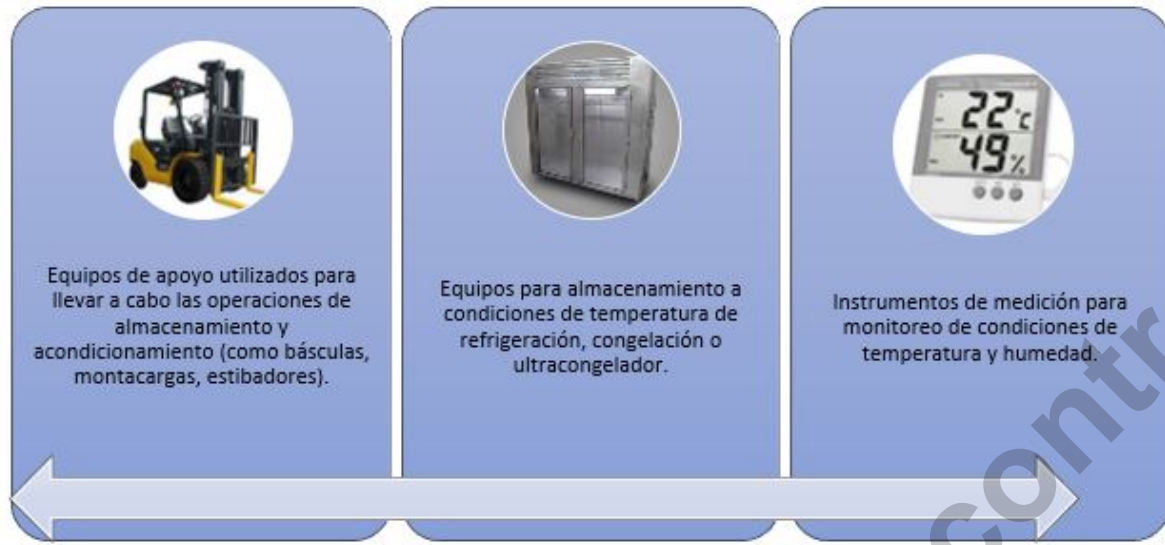 Equipos de apoyo utilizados para
llevar a cabo las operaciones de
almacenamiento y
acondicionamiento (como básculas,
montacargas, estibadores).
Equipos para almacenamiento a
condiciones de temperatura de
refrigeración, congelación o
ultracongelador.
22 °C
49 %
Instrumentos de medición para
monitoreo de condiciones de
temperatura y humedad.
contr